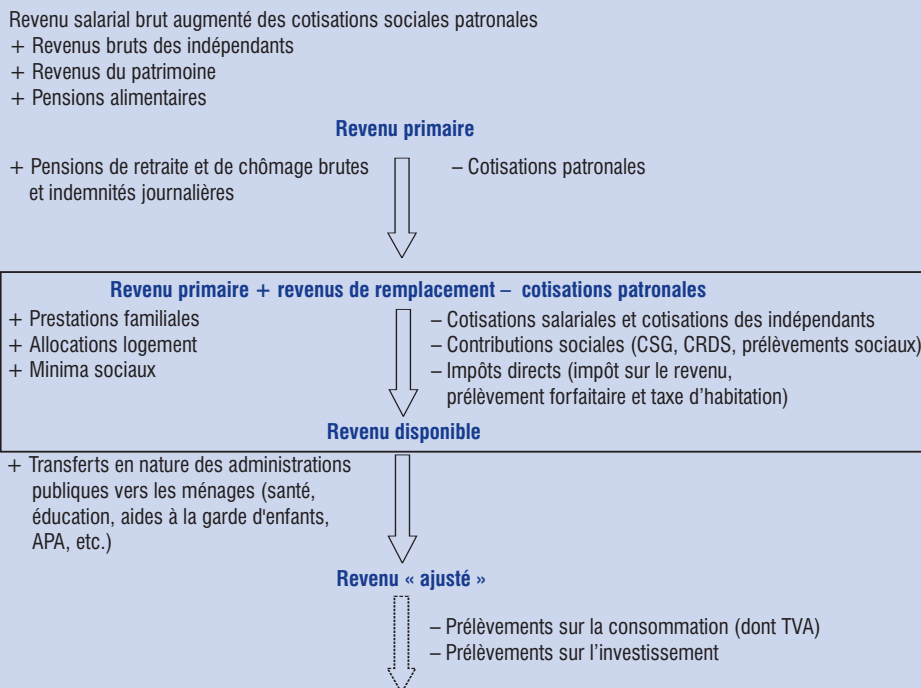 Revenu salarial brut augmenté des cotisations sociales patronales
+ Revenus bruts des indépendants
+ Revenus du patrimoine
+ Pensions alimentaires
Revenu primaire
+ Pensions de retraite et de chômage brutes
et indemnités journalières
– Cotisations patronales
Revenu primaire + revenus de remplacement – cotisations patronales
+ Prestations familiales
+ Allocations logement
+ Minima sociaux
– Cotisations salariales et cotisations des indépendants
– Contributions sociales (CSG, CRDS, prélèvements sociaux)
– Impôts directs (impôt sur le revenu,
prélèvement forfaitaire et taxe d'habitation)
Revenu disponible
+ Transferts en nature des administrations
publiques vers les ménages (santé,
éducation, aides à la garde d'enfants,
APA, etc.)
Revenu « ajusté »
– Prélèvements sur la consommation (dont TVA)
– Prélèvements sur l'investissement